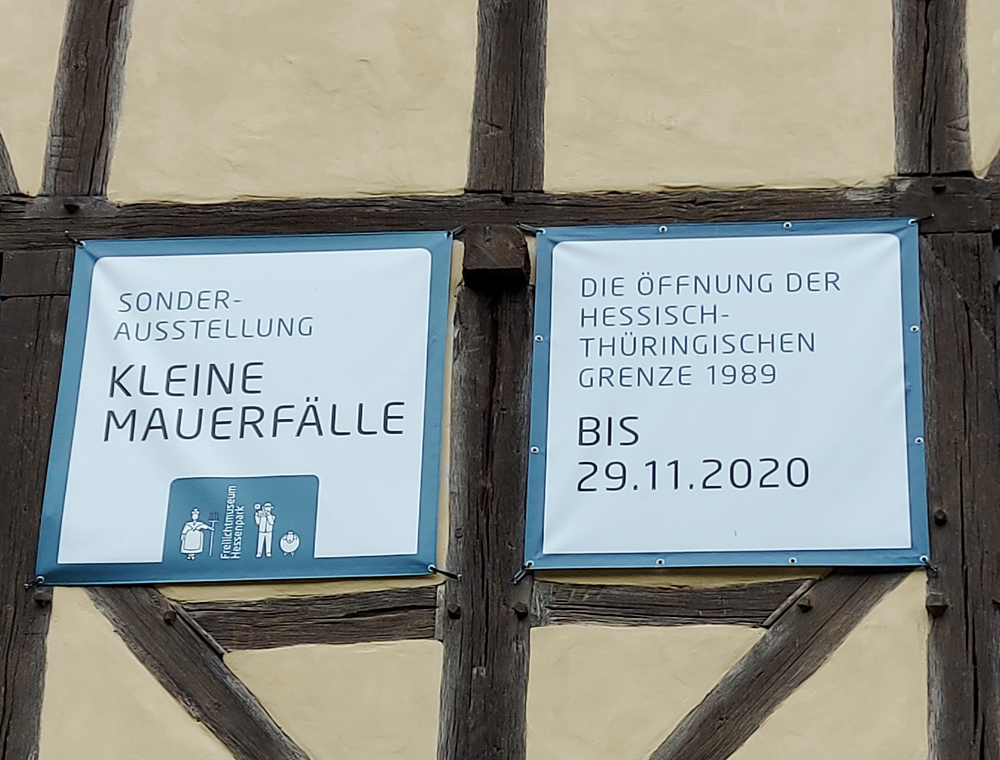 SONDER-
AUSSTELLUNG
KLEINE
MAUERFÄLLE
Freilichtmuseum
Hessenpark
DIE ÖFFNUNG DER
HESSISCH-
THÜRINGISCHEN
GRENZE 1989
BIS
29.11.2020